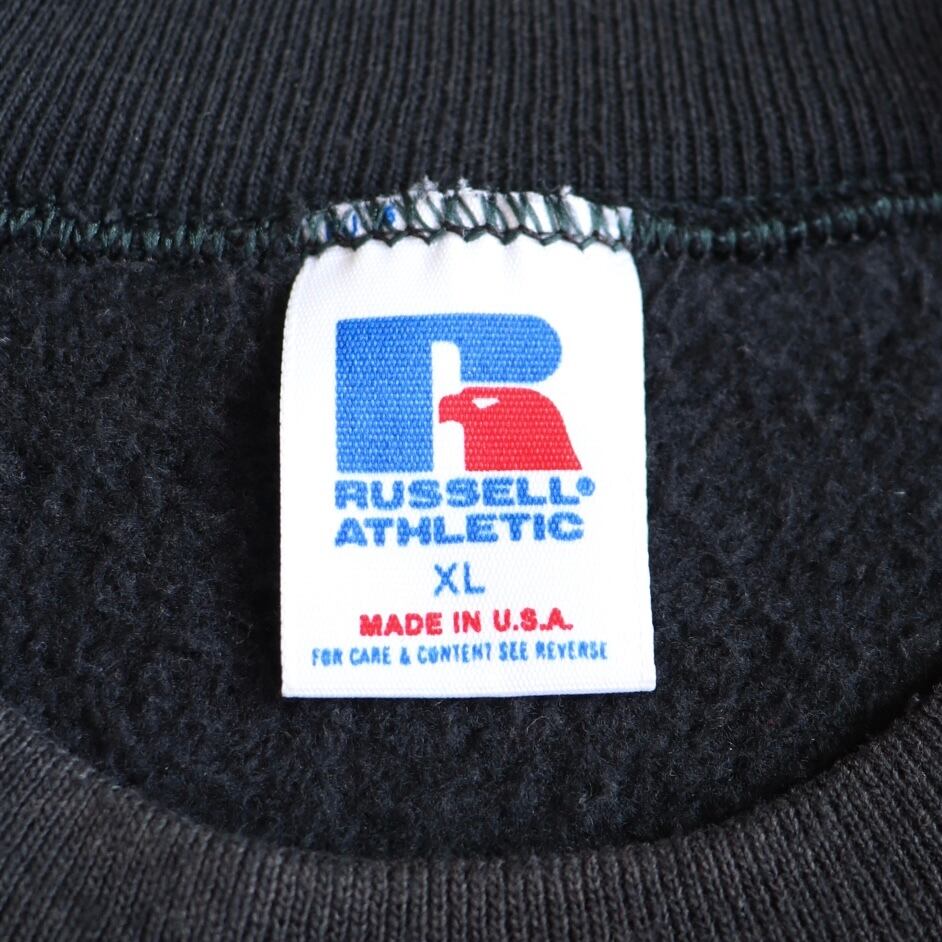 RUSSELL®
ATHLETIC
XL
MADE IN U.S.A.
FOR CARE & CONTENT SEE REVERSE